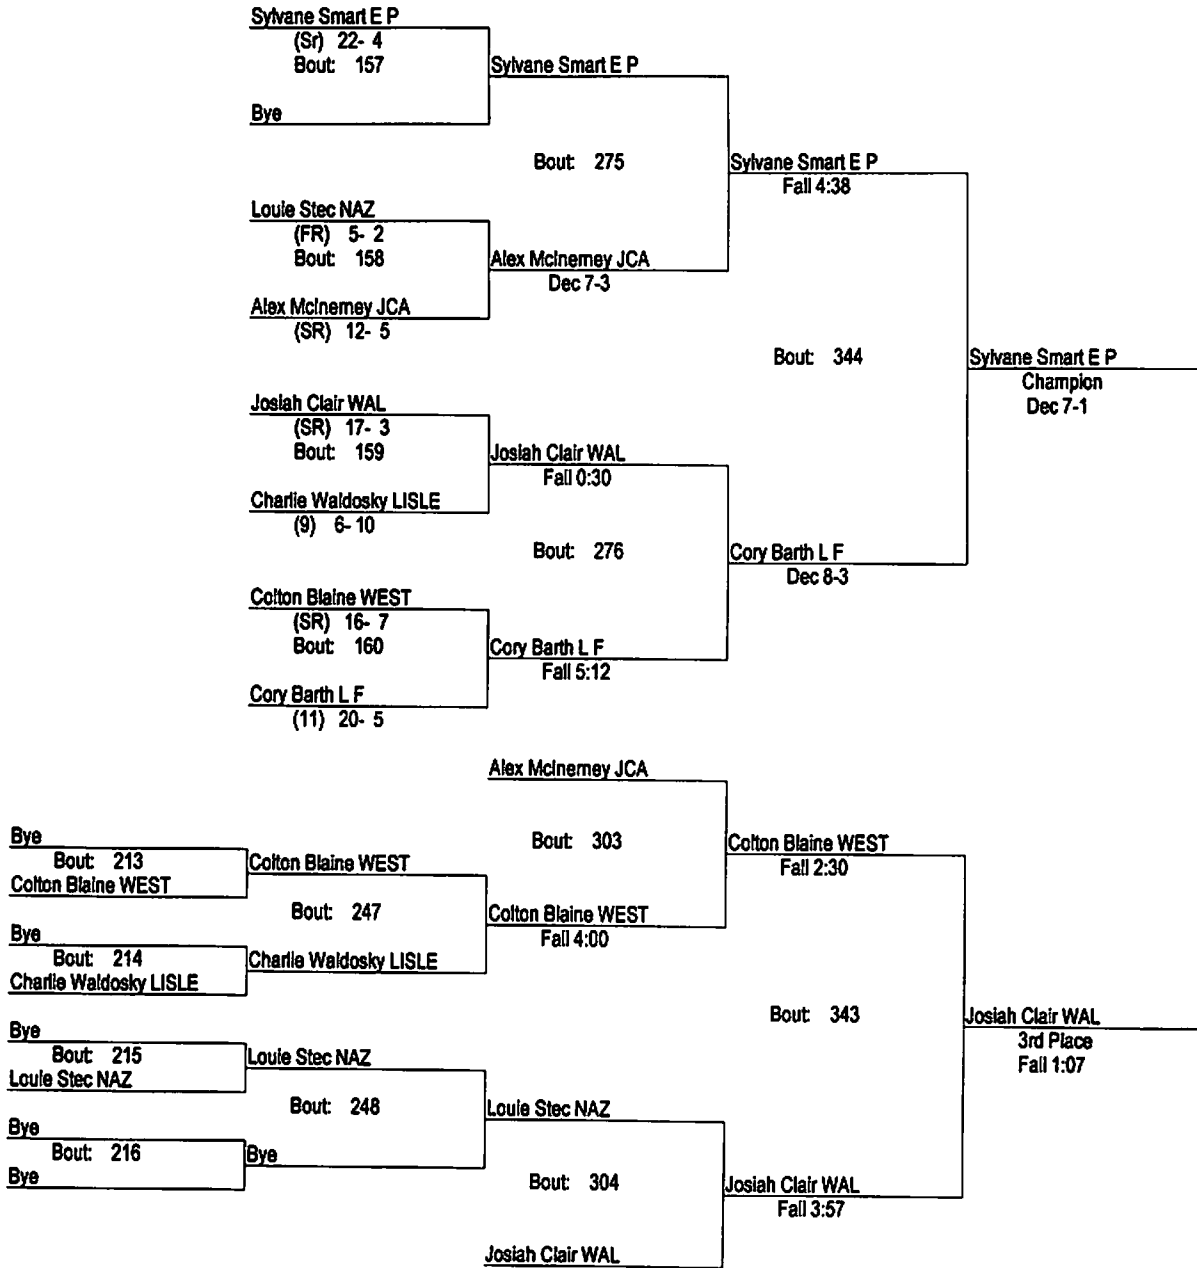 Sylvane Smart E P
(Sr) 22- 4
Bout: 157
Sylvane Smart E P
Bye
Bout: 275
Sylvane Smart E P
Fall 4:38
Louie Stec NAZ
(FR) 5- 2
Bout: 158
Alex McInerney JCA
Dec 7-3
Alex McInerney JCA
(SR) 12- 5
Bout: 344
Sylvane Smart E P
Champion
Dec 7-1
Josiah Clair WAL
(SR) 17- 3
Bout: 159
Josiah Clair WAL
Fall 0:30
Charlie Waldosky LISLE
(9) 6- 10
Bout: 276
Cory Barth L F
Dec 8-3
Colton Blaine WEST
(SR) 16- 7
Bout: 160
Cory Barth L F
Fall 5:12
Cory Barth L F
(11) 20- 5
Alex McInerney JCA
Bout: 303
Colton Blaine WEST
Fall 2:30
Bye
Bout: 213
Colton Blaine WEST
Colton Blaine WEST
Bout: 247
Colton Blaine WEST
Fall 4:00
Bye
Bout: 214
Charlie Waldosky LISLE
Charlie Waldosky LISLE
Bout: 343
Josiah Clair WAL
3rd Place
Fall 1:07
Bye
Bout: 215
Louie Stec NAZ
Louie Stec NAZ
Bout: 248
Louie Stec NAZ
Bye
Bout: 216
Bye
Bye
Bout: 304
Josiah Clair WAL
Fall 3:57
Josiah Clair WAL